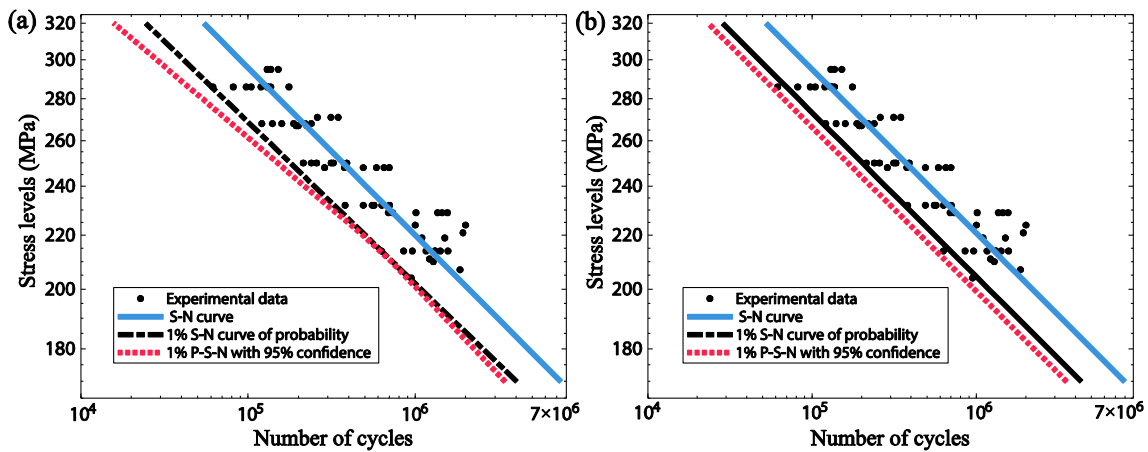 (a)
320
300
280
260
240
220
200
180
Stress levels (MPa)
Experimental data
S-N curve
1% S-N curve of probability
1% P-S-N with 95% confidence
10⁴
10⁵
10⁶
7×10⁶
Number of cycles
(b)
320
300
280
260
240
220
200
180
Stress levels (MPa)
Experimental data
S-N curve
1% S-N curve of probability
1% P-S-N with 95% confidence
10⁴
10⁵
10⁶
7×10⁶
Number of cycles